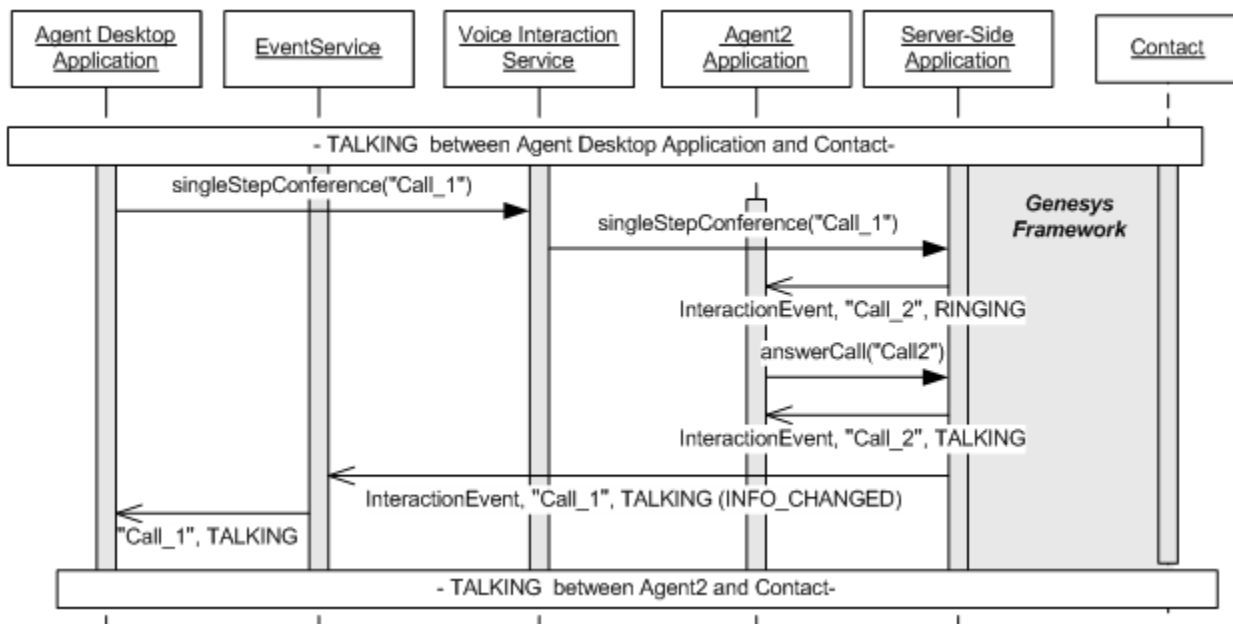 Agent Desktop
Application
EventService
Voice Interaction
Service
Agent2
Application
Server-Side
Application
Contact
- TALKING between Agent Desktop Application and Contact-
singleStepConference("Call_1")
Genesys
Framework
singleStepConference("Call_1")
InteractionEvent, "Call_2", RINGING
answerCall("Call2")
InteractionEvent, "Call_2", TALKING
InteractionEvent, "Call_1", TALKING (INFO_CHANGED)
"Call_1", TALKING
- TALKING between Agent2 and Contact-